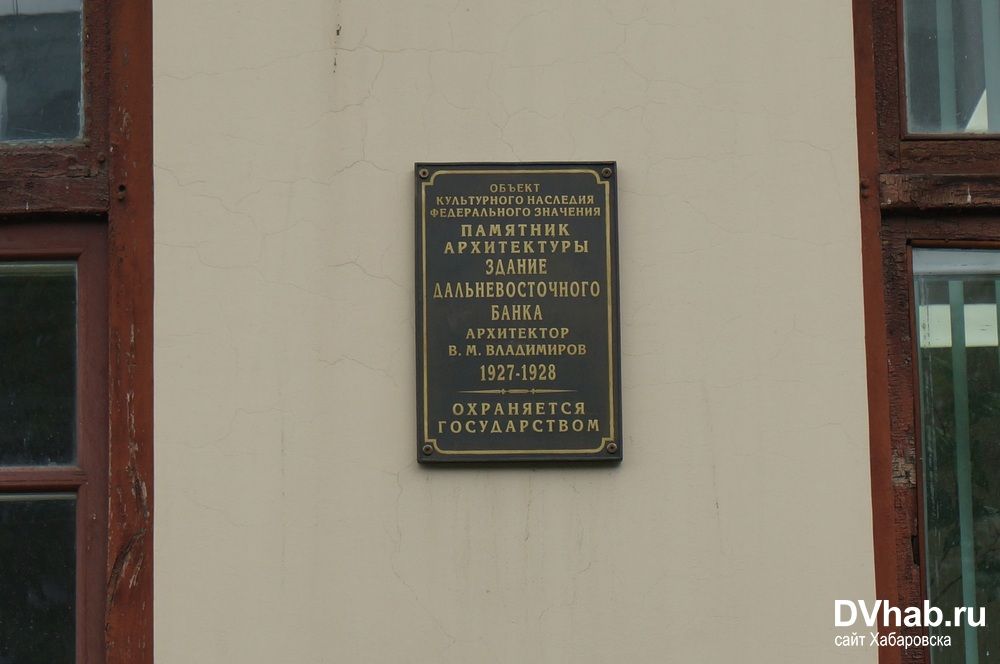 ОБЪЕКТ
КУЛЬТУРНОГО НАСЛЕДИЯ
ФЕДЕРАЛЬНОГО ЗНАЧЕНИЯ
ПАМЯТНИК
АРХИТЕКТУРЫ
ЗДАНИЕ
ДАЛЬНЕВОСТОЧНОГО
БАНКА
АРХИТЕКТОР
В. М. ВЛАДИМИРОВ
1927-1928
ОХРАНЯЕТСЯ
ГОСУДАРСТВОМ
DVhab.ru
сайт Хабаровска